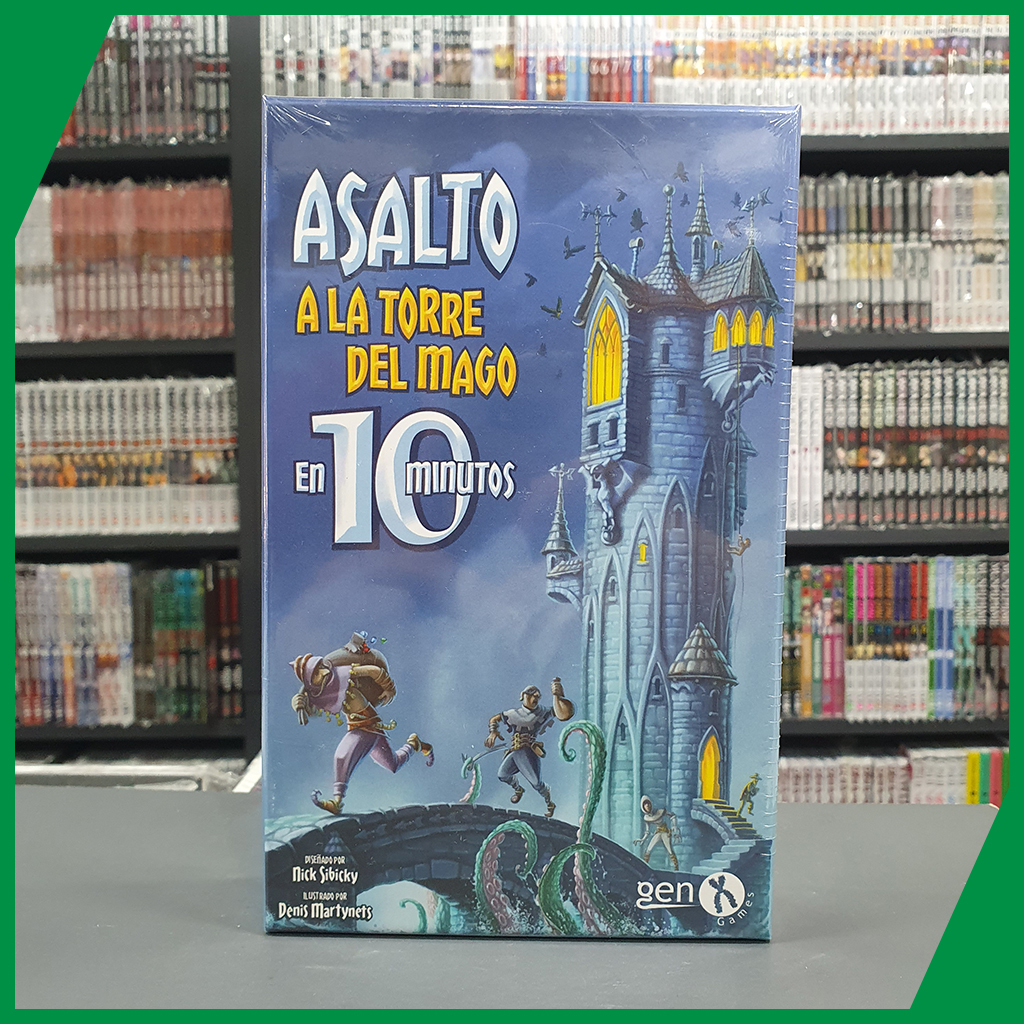 ASALTO
A LA TORRE
DEL MAGO
EN 10 MINUTOS
DISEÑADO POR
Nick Sibicky
ILUSTRADO POR
Denis Martynets
gen X
Games